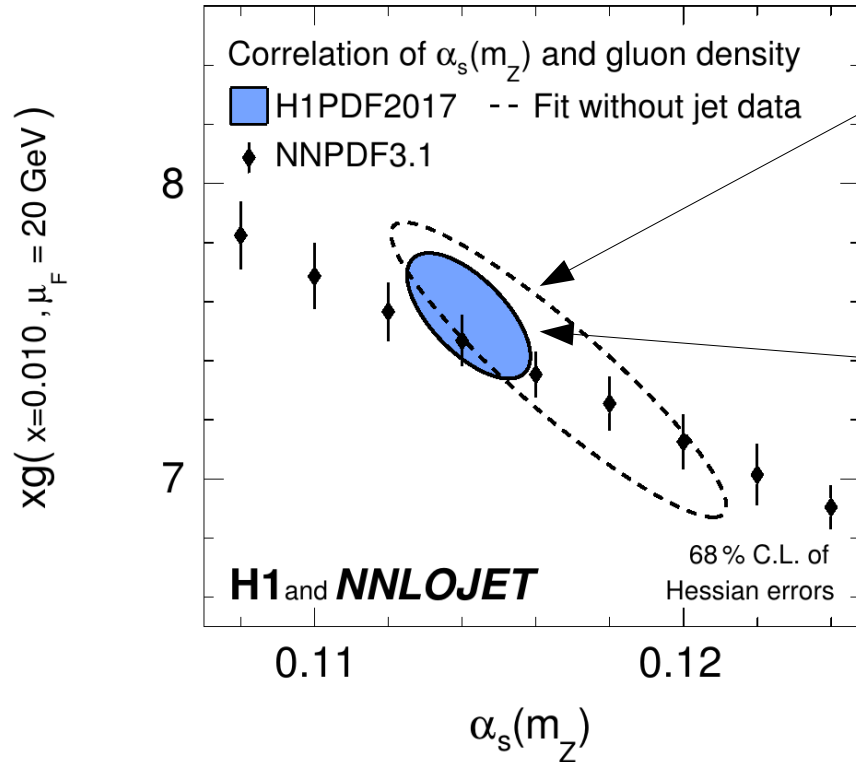 Correlation of αs(mZ) and gluon density
H1PDF2017 -- Fit without jet data
NNPDF3.1
xg( x=0.010 , μF = 20 GeV )
8
7
68 % C.L. of
Hessian errors
H1 and NNLOJET
0.11 0.12
αs(mZ)